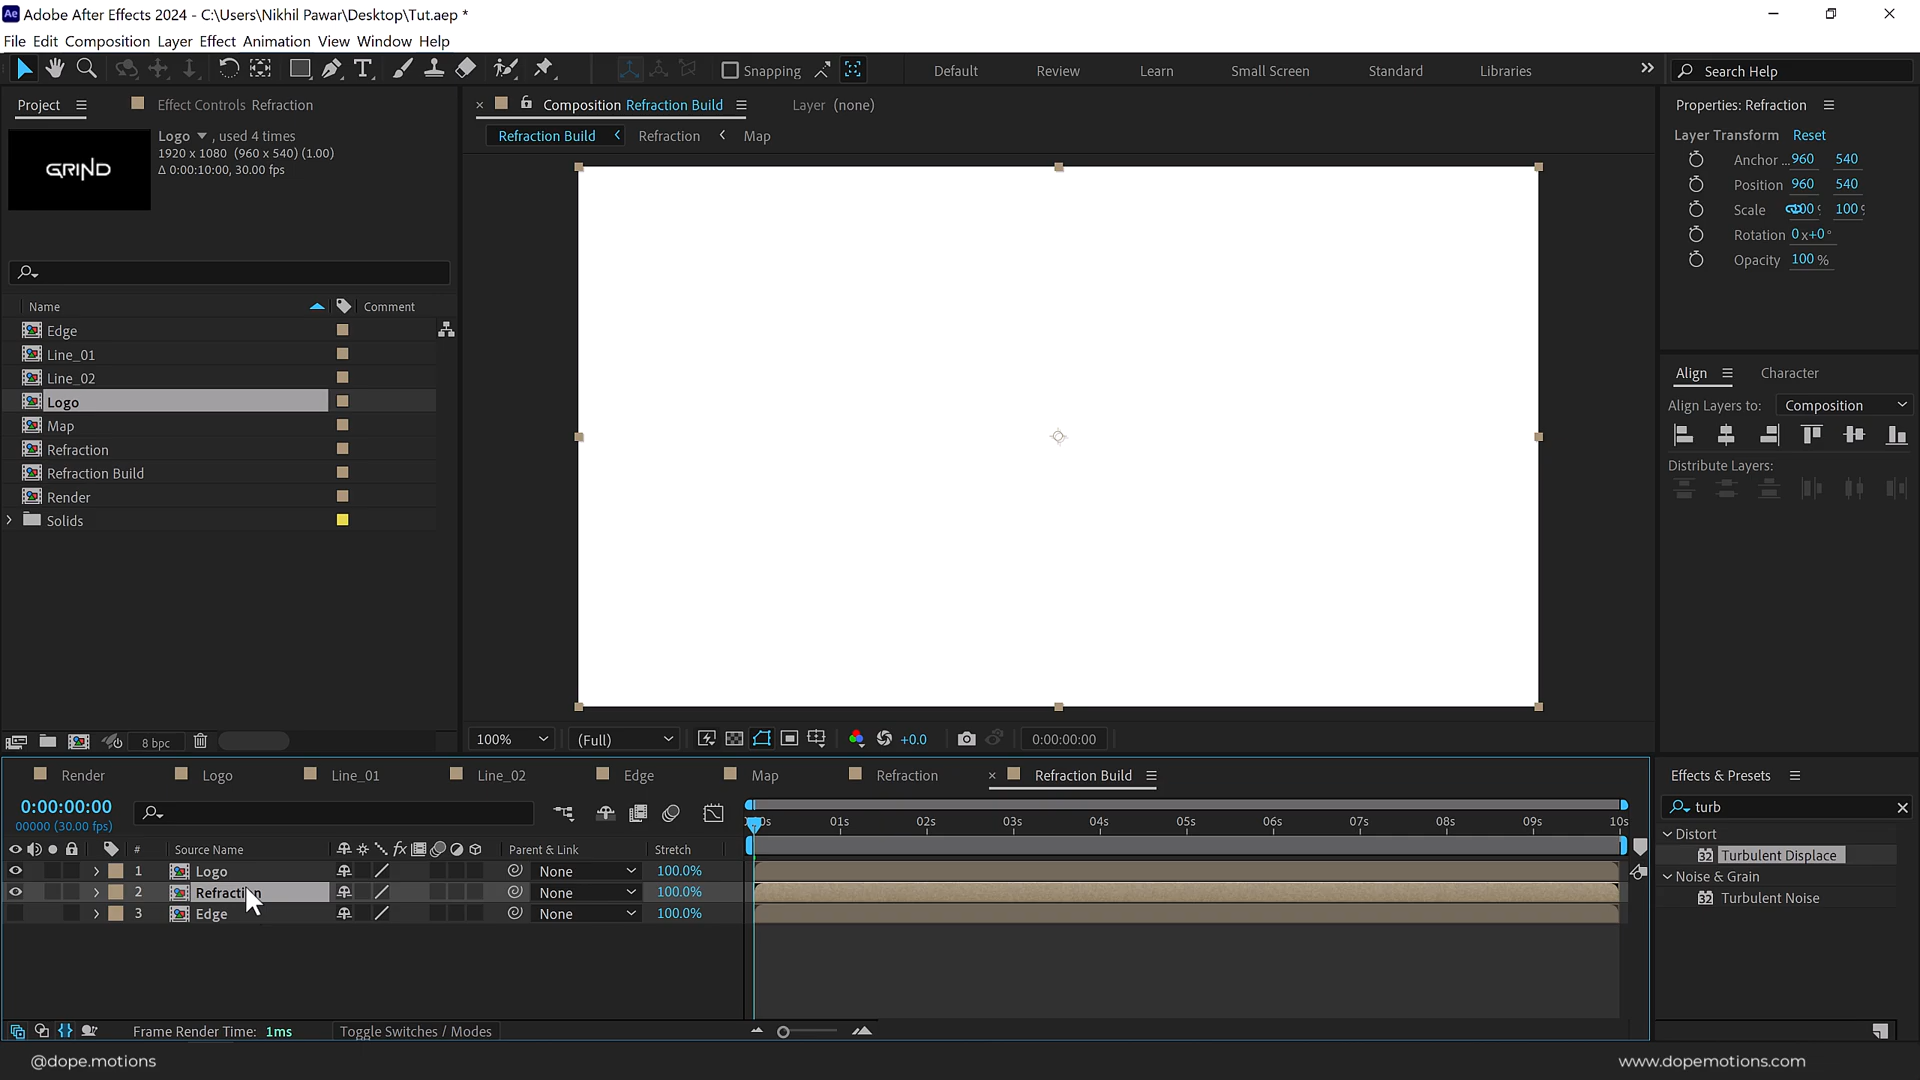 Adobe After Effects 2024 - C:\Users\Nikhil Pawar\Desktop\Tut.aep *
File Edit Composition Layer Effect Animation View Window Help
Snapping
Default Review Learn Small Screen Standard Libraries
Search Help
Project Effect Controls Refraction
Logo , used 4 times
1920 x 1080 (960 x 540) (1.00)
Δ 0:00:10:00, 30.00 fps
GRIND
Name Comment
Edge
Line_01
Line_02
Logo
Map
Refraction
Refraction Build
Render
Solids
8 bpc
Composition Refraction Build Layer (none)
Refraction Build Refraction Map
100% (Full) +0.0 0:00:00:00
Properties: Refraction
Layer Transform Reset
Anchor ... 960 540
Position 960 540
Scale 100 %
Rotation 0x+0°
Opacity 100 %
Align Character
Align Layers to: Composition
Distribute Layers:
Render Logo Line_01 Line_02 Edge Map Refraction Refraction Build
0:00:00:00
00000 (30.00 fps)
01s 02s 03s 04s 05s 06s 07s 08s 09s 10s
# Source Name fx Parent & Link Stretch
1 Logo None 100.0%
2 Refraction None 100.0%
3 Edge None 100.0%
Frame Render Time: 1ms Toggle Switches / Modes
Effects & Presets
turb
Distort
32 Turbulent Displace
Noise & Grain
32 Turbulent Noise
@dope.motions
www.dopemotions.com